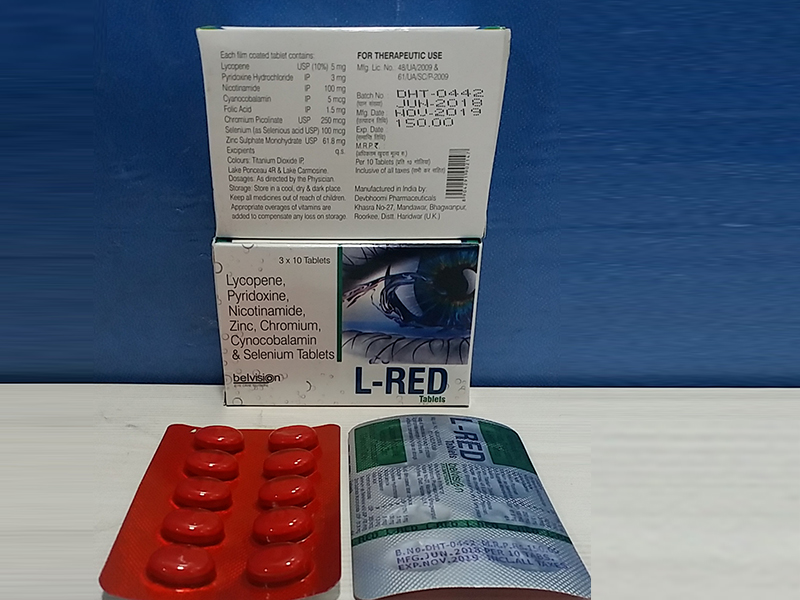 Each film coated tablet contains:
Lycopene USP (10%) 5 mg
Pyridoxine Hydrochloride IP 3 mg
Nicotinamide IP 100 mg
Cyanocobalamin IP 5 mcg
Folic Acid IP 1.5 mg
Chromium Picolinate USP 250 mcg
Selenium (as Selenious acid USP) 100 mcg
Zinc Sulphate Monohydrate USP 61.8 mg
Excipients q.s.
Colours: Titanium Dioxide IP,
Lake Ponceau 4R & Lake Carmosine.
Dosages: As directed by the Physician.
Storage: Store in a cool, dry & dark place.
Keep all medicines out of reach of children.
Appropriate overages of vitamins are
added to compensate any loss on storage.
FOR THERAPEUTIC USE
Mfg. Lic. No. 48/UA/2009 &
61/UA/SC/P-2009
Batch No. DHT-0442
JUN-2018
Mfg. Date NOV-2019
150.00
Exp. Date
M.R.P. ₹
Per 10 Tablets
Inclusive of all taxes
Manufactured in India by:
Devbhoomi Pharmaceuticals
Khasra No-27, Mandawar, Bhagwanpur,
Roorkee, Distt. Haridwar (U.K.)
3 x 10 Tablets
Lycopene,
Pyridoxine,
Nicotinamide,
Zinc, Chromium,
Cynocobalamin
& Selenium Tablets
belvision
L-RED
Tablets
L-RED
Tablets
belvision
L-RED
B.No.DHT-0442 M.R.P.
MFG.JUN.2018 PER 10
EXP.NOV.2019 INCL.ALL TAXES